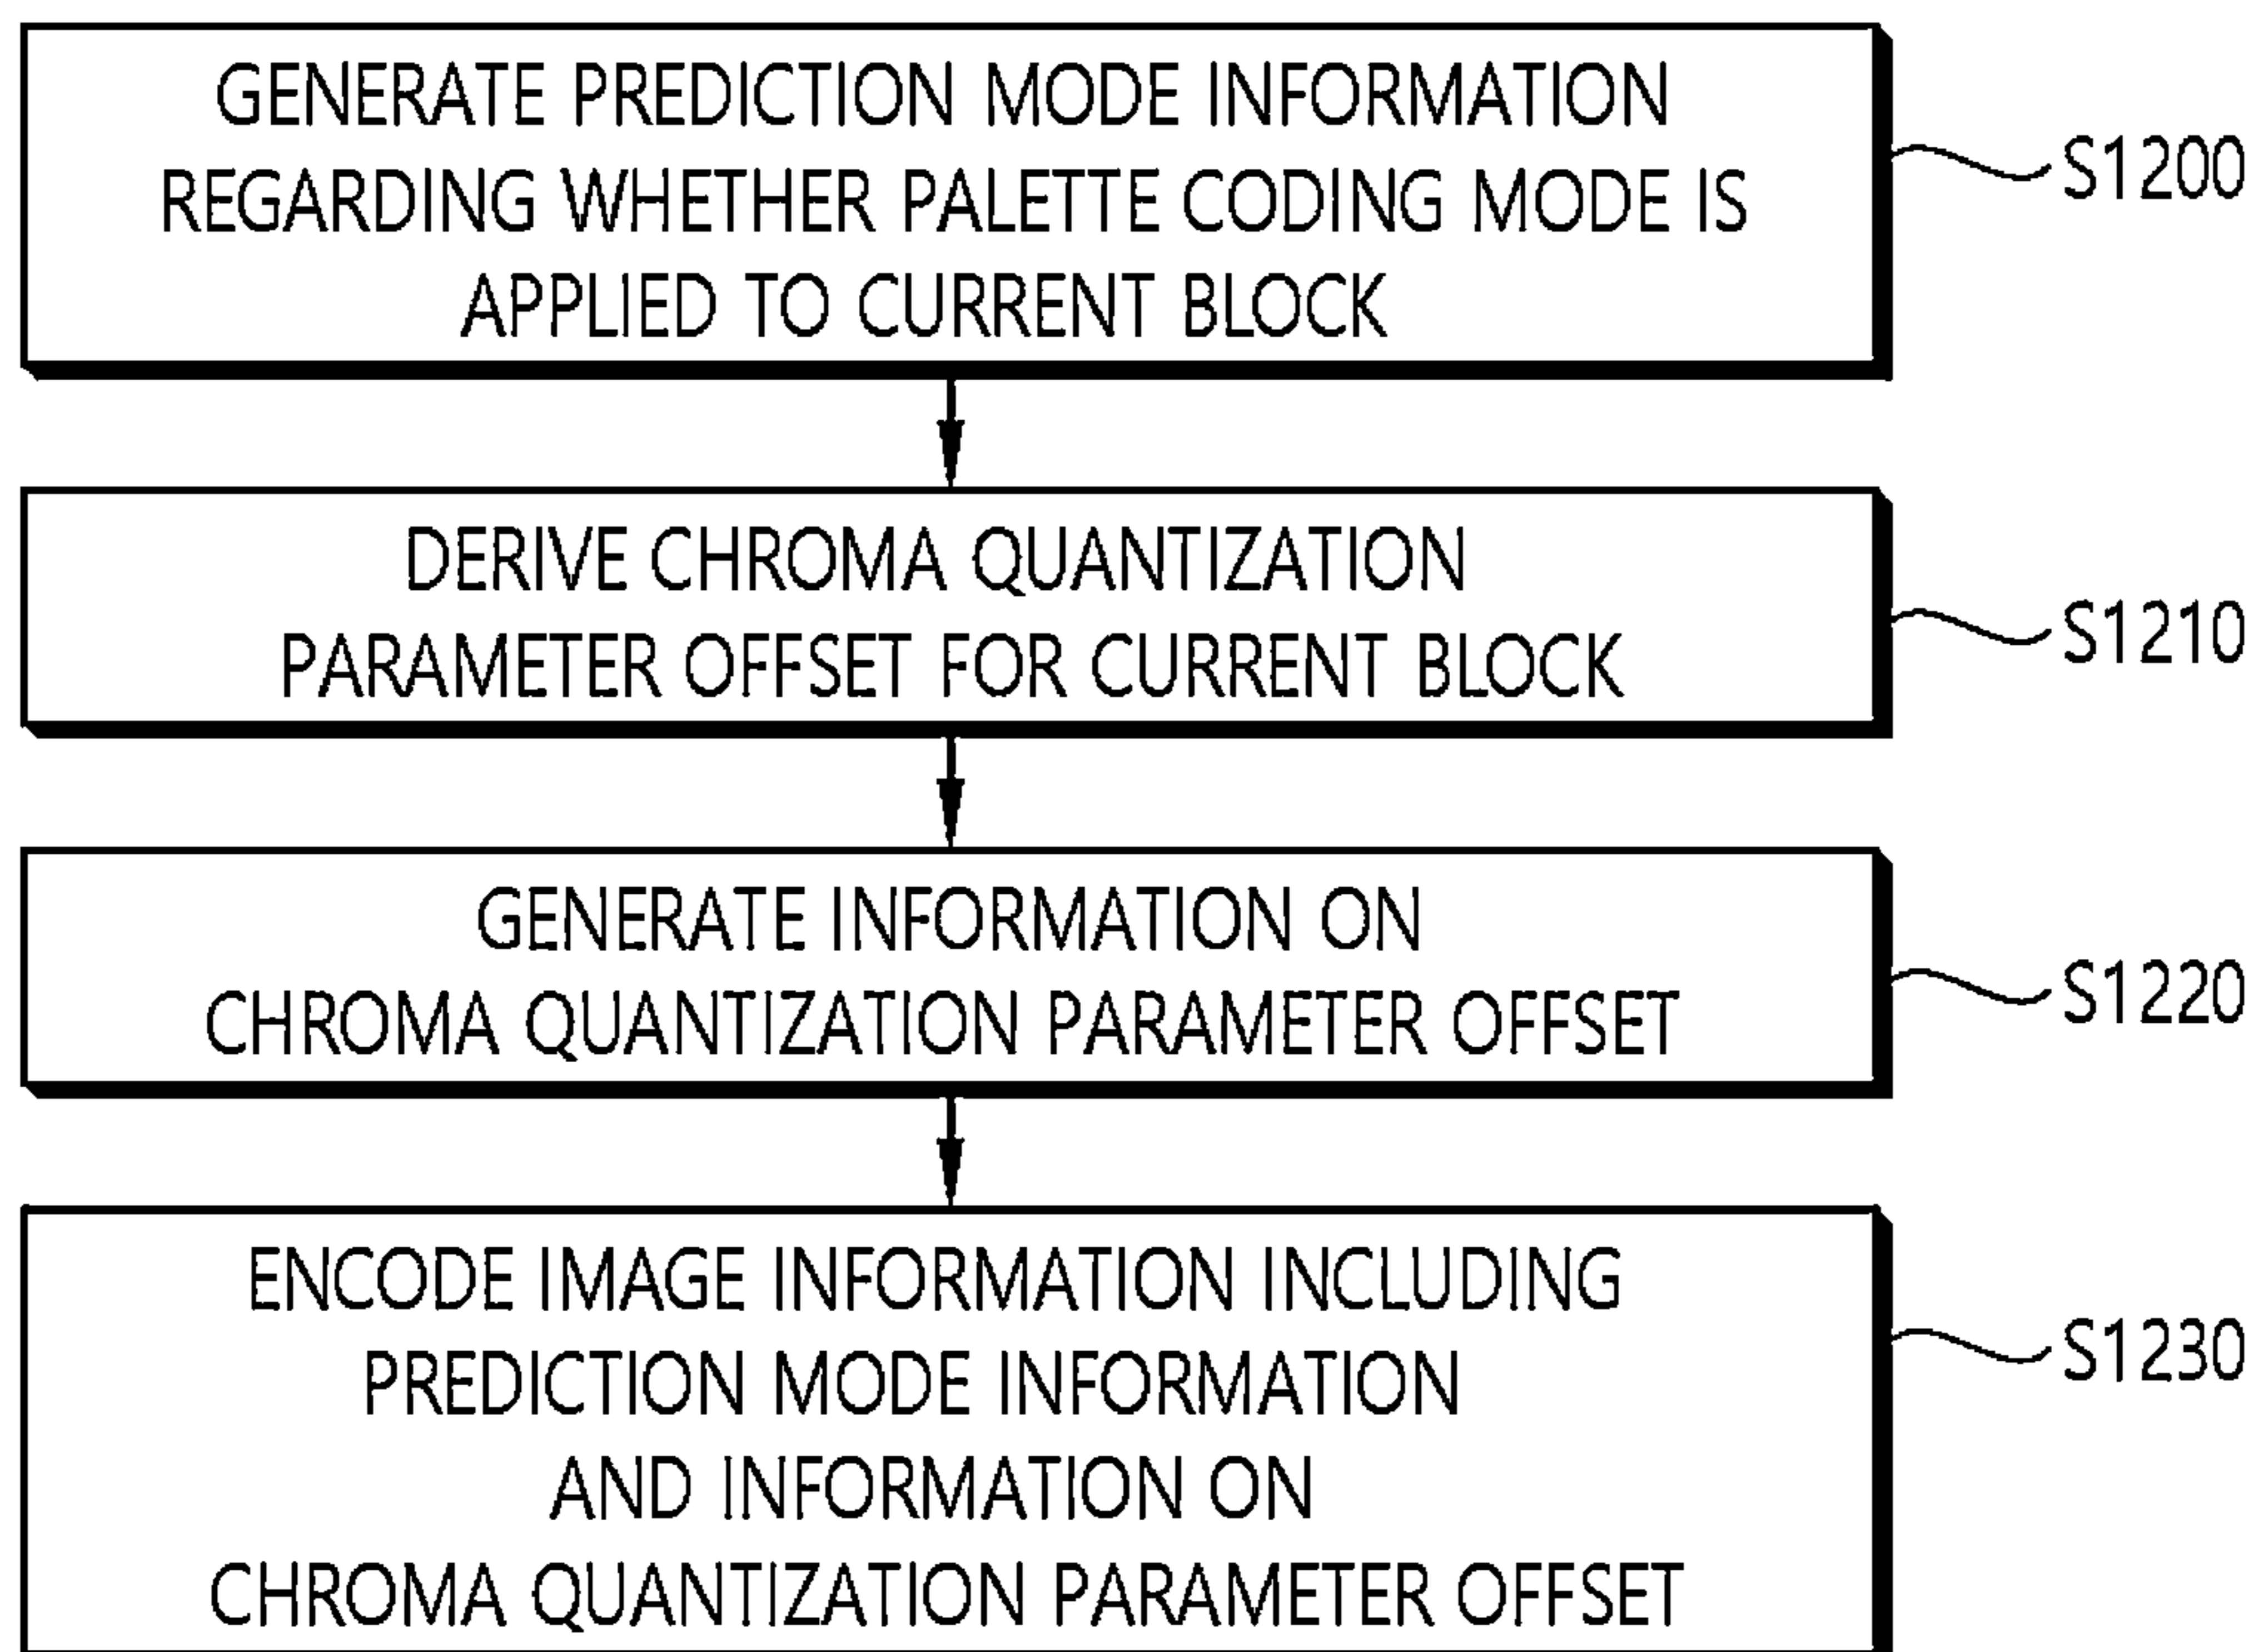 GENERATE PREDICTION MODE INFORMATION
REGARDING WHETHER PALETTE CODING MODE IS
APPLIED TO CURRENT BLOCK
S1200
DERIVE CHROMA QUANTIZATION
PARAMETER OFFSET FOR CURRENT BLOCK
S1210
GENERATE INFORMATION ON
CHROMA QUANTIZATION PARAMETER OFFSET
S1220
ENCODE IMAGE INFORMATION INCLUDING
PREDICTION MODE INFORMATION
AND INFORMATION ON
CHROMA QUANTIZATION PARAMETER OFFSET
S1230